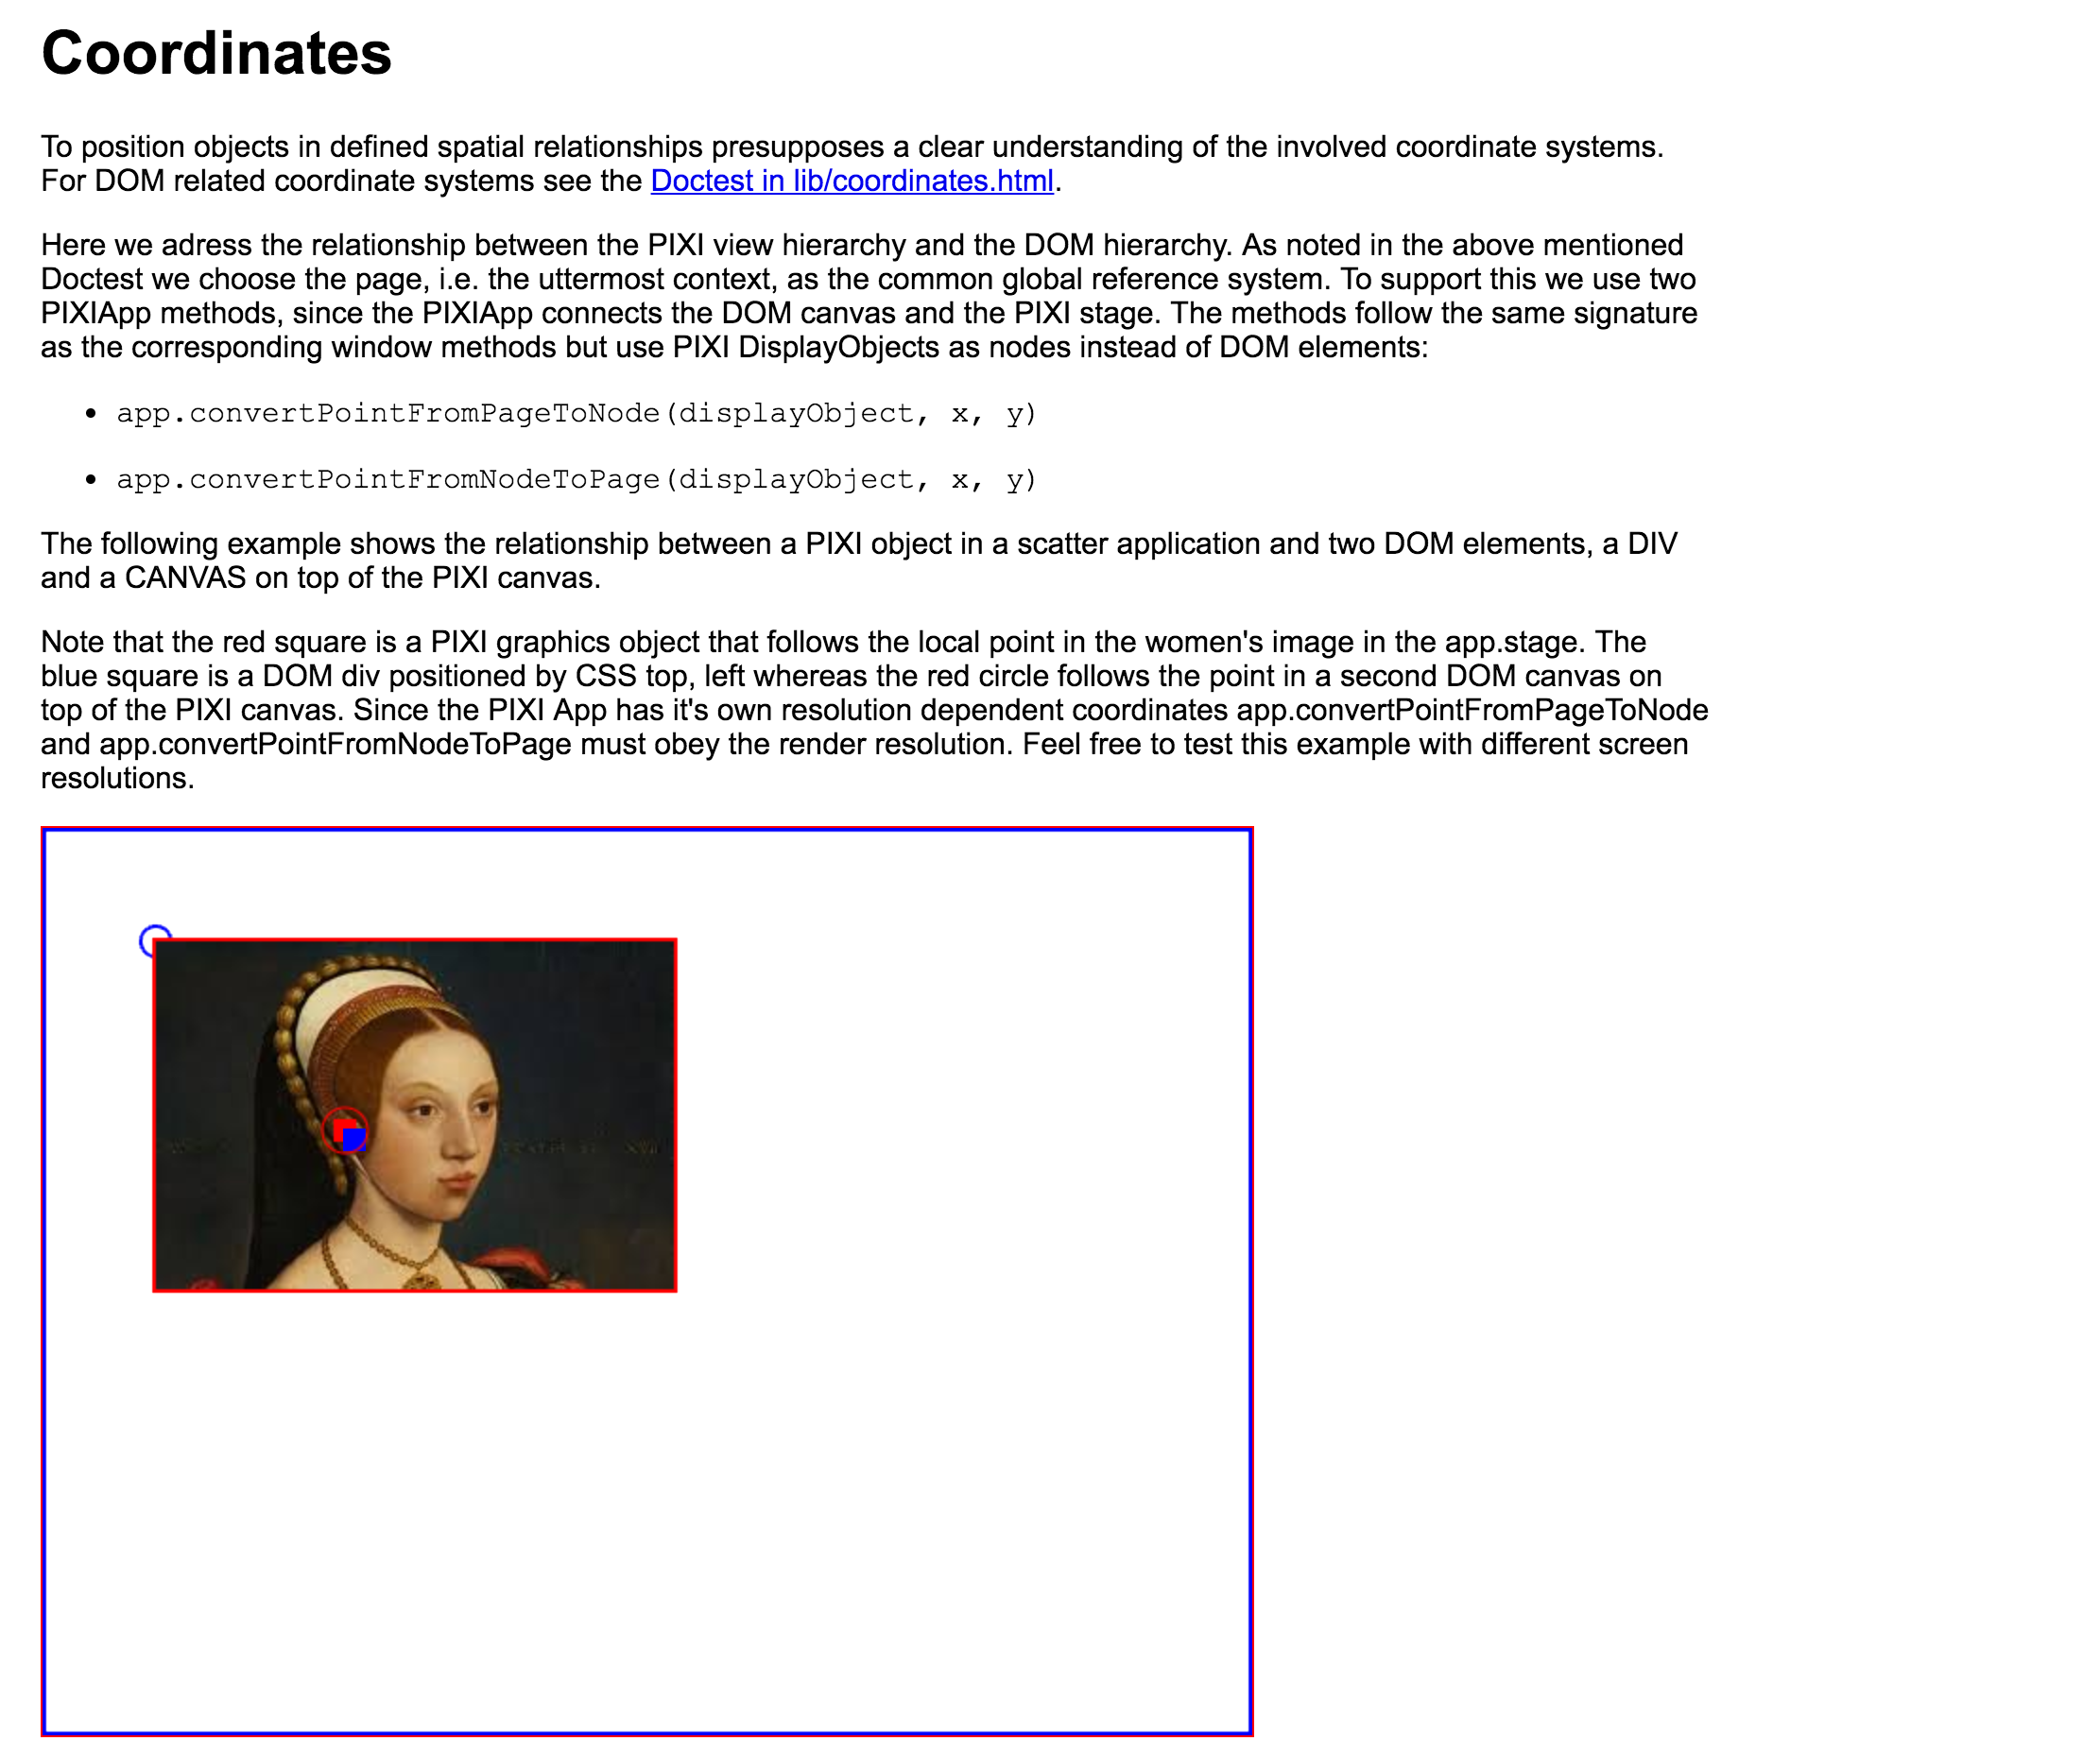 Coordinates
To position objects in defined spatial relationships presupposes a clear understanding of the involved coordinate systems.
For DOM related coordinate systems see the Doctest in lib/coordinates.html.
Here we adress the relationship between the PIXI view hierarchy and the DOM hierarchy. As noted in the above mentioned
Doctest we choose the page, i.e. the uttermost context, as the common global reference system. To support this we use two
PIXIApp methods, since the PIXIApp connects the DOM canvas and the PIXI stage. The methods follow the same signature
as the corresponding window methods but use PIXI DisplayObjects as nodes instead of DOM elements:
• app.convertPointFromPageToNode(displayObject, x, y)
• app.convertPointFromNodeToPage(displayObject, x, y)
The following example shows the relationship between a PIXI object in a scatter application and two DOM elements, a DIV
and a CANVAS on top of the PIXI canvas.
Note that the red square is a PIXI graphics object that follows the local point in the women's image in the app.stage. The
blue square is a DOM div positioned by CSS top, left whereas the red circle follows the point in a second DOM canvas on
top of the PIXI canvas. Since the PIXI App has it's own resolution dependent coordinates app.convertPointFromPageToNode
and app.convertPointFromNodeToPage must obey the render resolution. Feel free to test this example with different screen
resolutions.